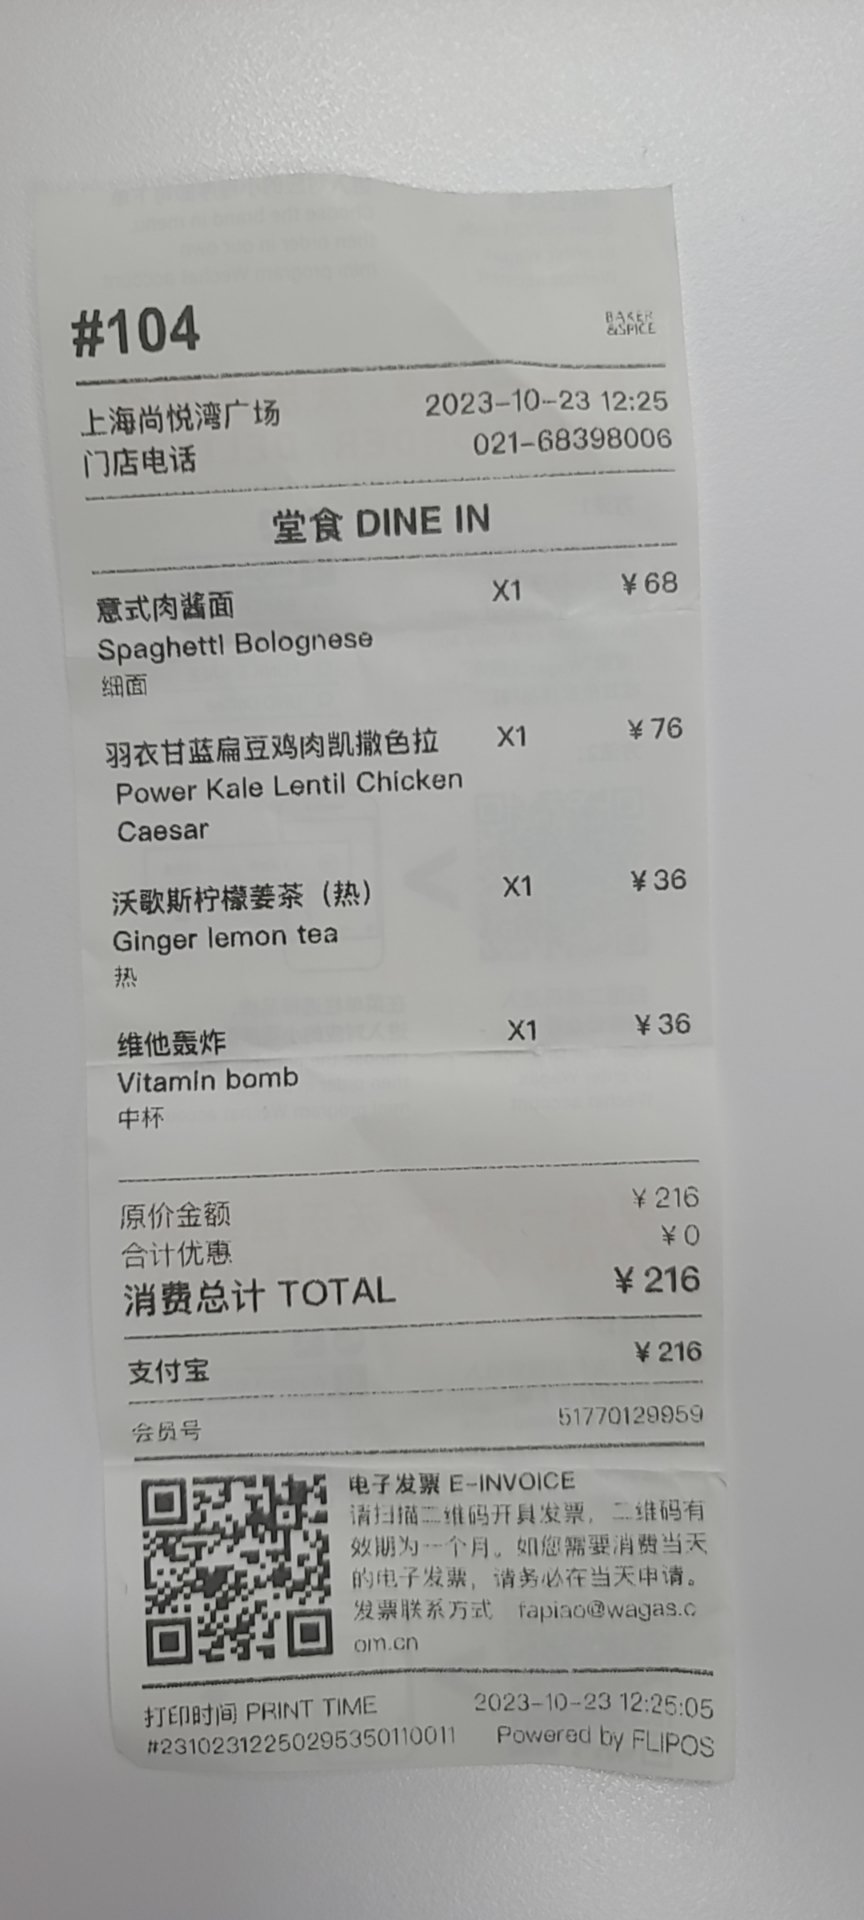 #104
BAKER
&SPICE
上海尚悦湾广场 2023-10-23 12:25
门店电话 021-68398006
堂食 DINE IN
意式肉酱面 X1 ¥68
Spaghetti Bolognese
细面
羽衣甘蓝扁豆鸡肉凯撒色拉 X1 ¥76
Power Kale Lentil Chicken
Caesar
沃歌斯柠檬姜茶（热） X1 ¥36
Ginger lemon tea
热
维他轰炸 X1 ¥36
Vitamin bomb
中杯
原价金额 ¥216
合计优惠 ¥0
消费总计 TOTAL ¥216
支付宝 ¥216
会员号 51770129959
电子发票 E-INVOICE
请扫描二维码开具发票，二维码有
效期为一个月。如您需要消费当天
的电子发票，请务必在当天申请。
发票联系方式 fapiao@wagas.c
om.cn
打印时间 PRINT TIME 2023-10-23 12:25:05
#231023122502953501​10011 Powered by FLIPOS